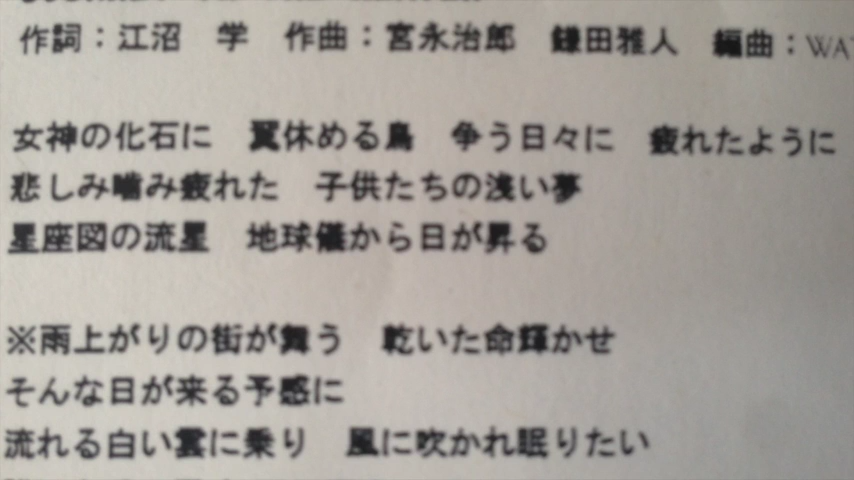 作詞：江沼　学　作曲：宮永治郎　鎌田雅人　編曲：WAT
女神の化石に　翼休める鳥　争う日々に　疲れたように
悲しみ噛み疲れた　子供たちの浅い夢
星座図の流星　地球儀から日が昇る
※雨上がりの街が舞う　乾いた命輝かせ
そんな日が来る予感に
流れる白い雲に乗り　風に吹かれ眠りたい